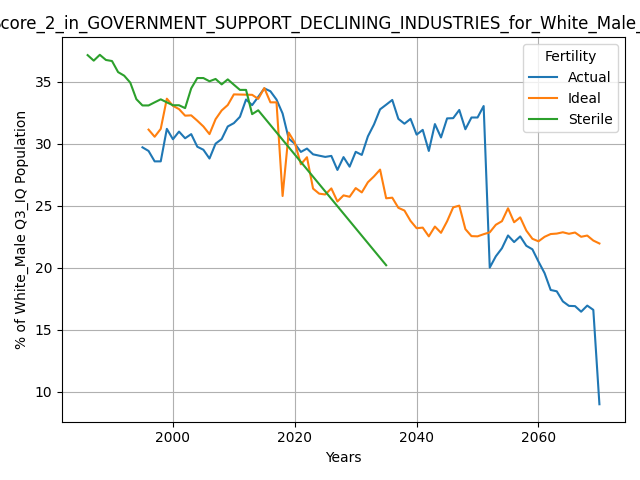 core_2_in_GOVERNMENT_SUPPORT_DECLINING_INDUSTRIES_for_White_Male_
% of White_Male Q3_IQ Population
35
30
25
20
15
10
Fertility
Actual
Ideal
Sterile
2000 2020 2040 2060
Years